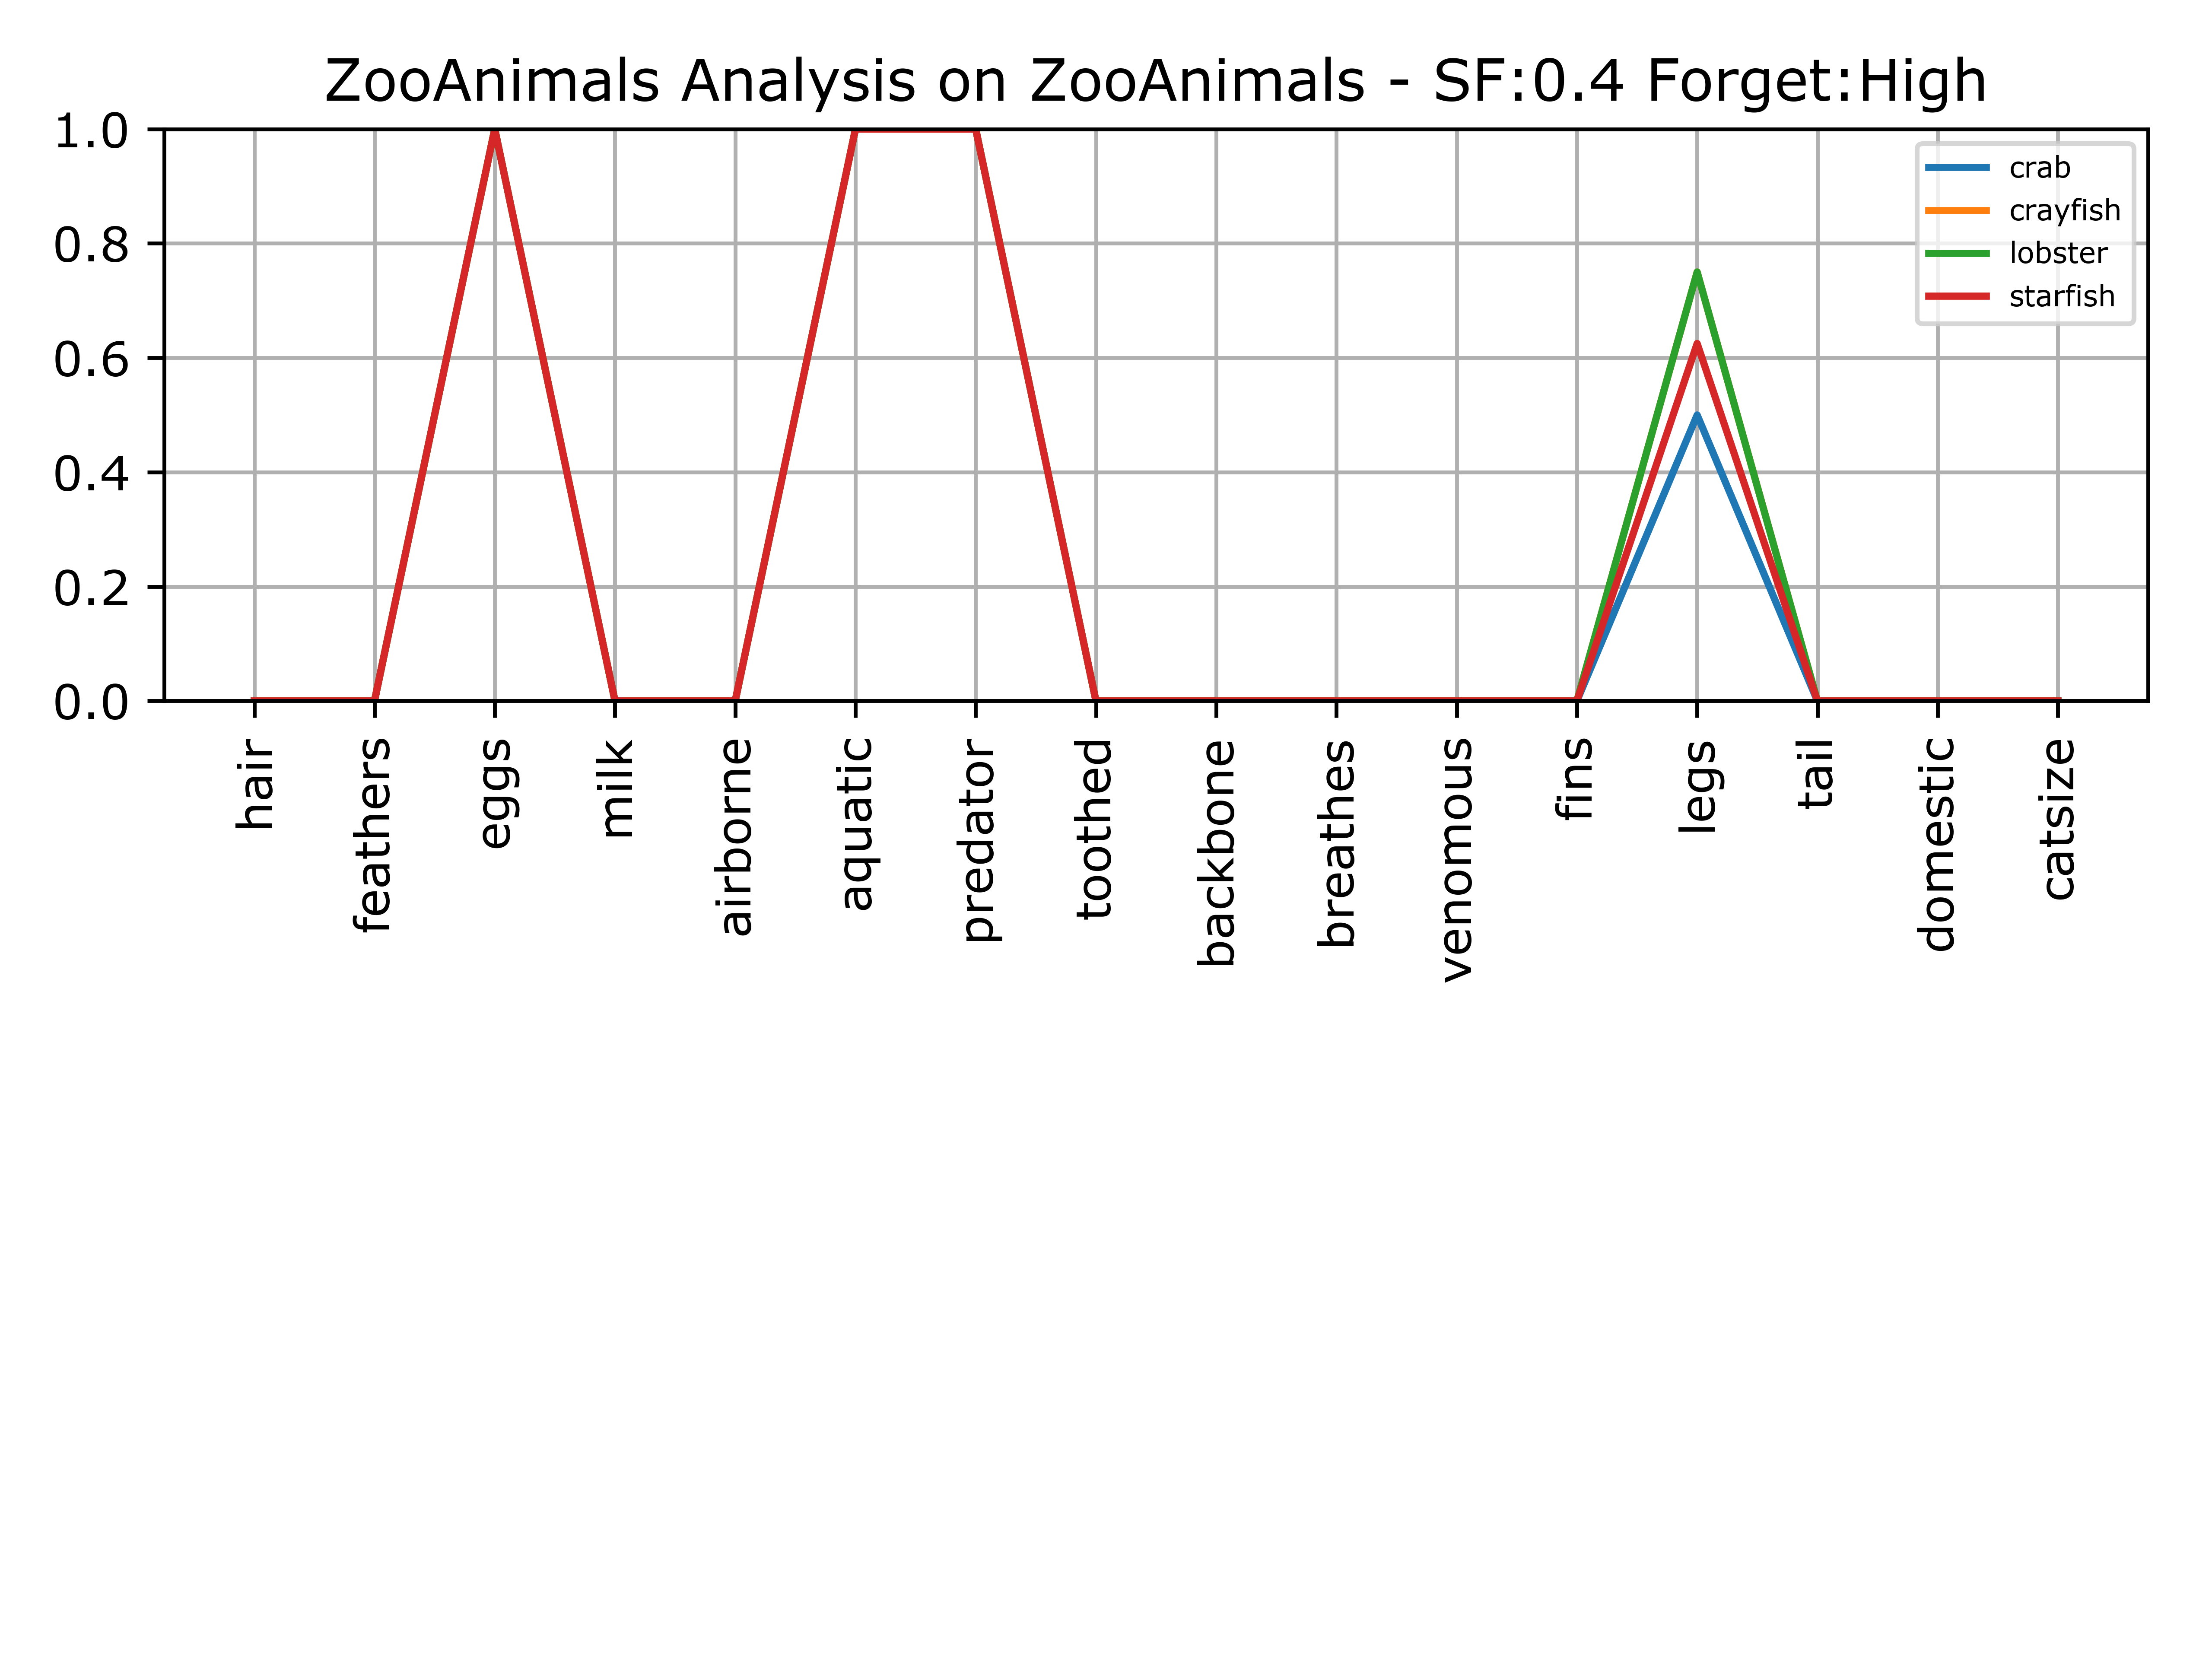 ZooAnimals Analysis on ZooAnimals - SF:0.4 Forget:High
1.0
0.8
0.6
0.4
0.2
0.0
crab
crayfish
lobster
starfish
hair
feathers
eggs
milk
airborne
aquatic
predator
toothed
backbone
breathes
venomous
fins
legs
tail
domestic
catsize